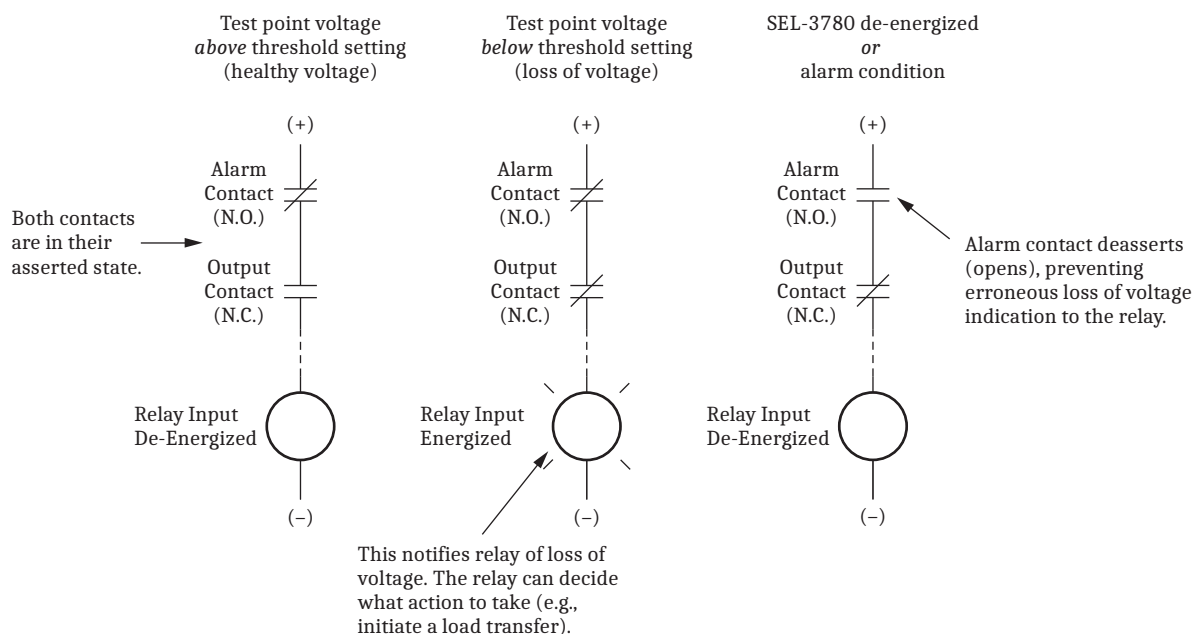 Test point voltage
above threshold setting
(healthy voltage)
(+)
Alarm
Contact
(N.O.)
Both contacts
are in their
asserted state.
Output
Contact
(N.C.)
Relay Input
De-Energized
(–)
Test point voltage
below threshold setting
(loss of voltage)
(+)
Alarm
Contact
(N.O.)
Output
Contact
(N.C.)
Relay Input
Energized
(–)
This notifies relay of loss of
voltage. The relay can decide
what action to take (e.g.,
initiate a load transfer).
SEL-3780 de-energized
or
alarm condition
(+)
Alarm
Contact
(N.O.)
Alarm contact deasserts
(opens), preventing
erroneous loss of voltage
indication to the relay.
Output
Contact
(N.C.)
Relay Input
De-Energized
(–)